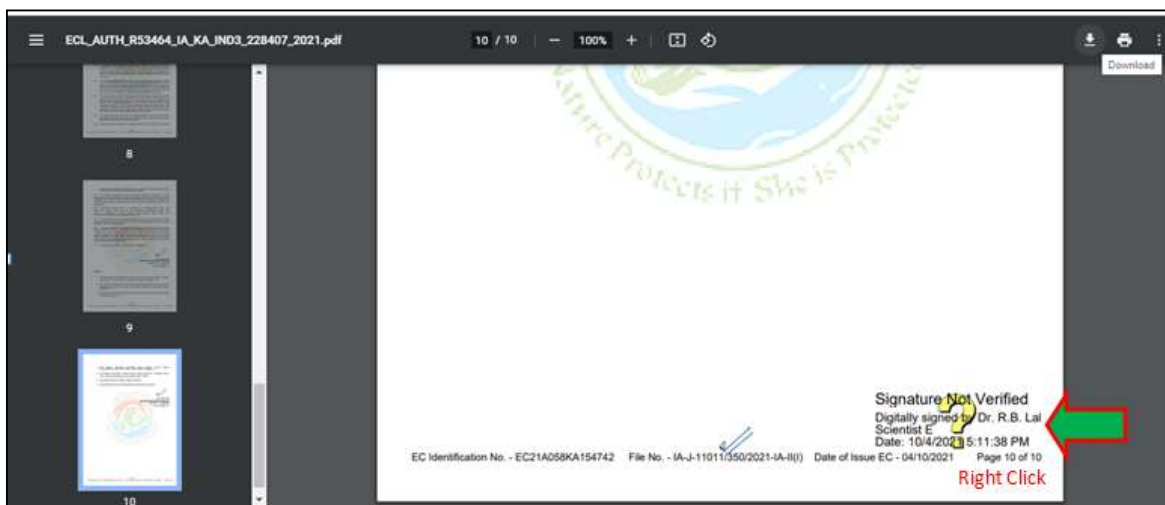 ECL_AUTH_R53464_IA_KA_IND3_228407_2021.pdf
10 / 10
100%
Download
8
9
10
Nature Protects if She is Protected
Signature Not Verified
Digitally signed by Dr. R.B. Lal
Scientist E
Date: 10/4/2021 5:11:38 PM
EC Identification No. - EC21A058KA154742 File No. - IA-J-11011/350/2021-IA-II(I) Date of Issue EC - 04/10/2021 Page 10 of 10
Right Click